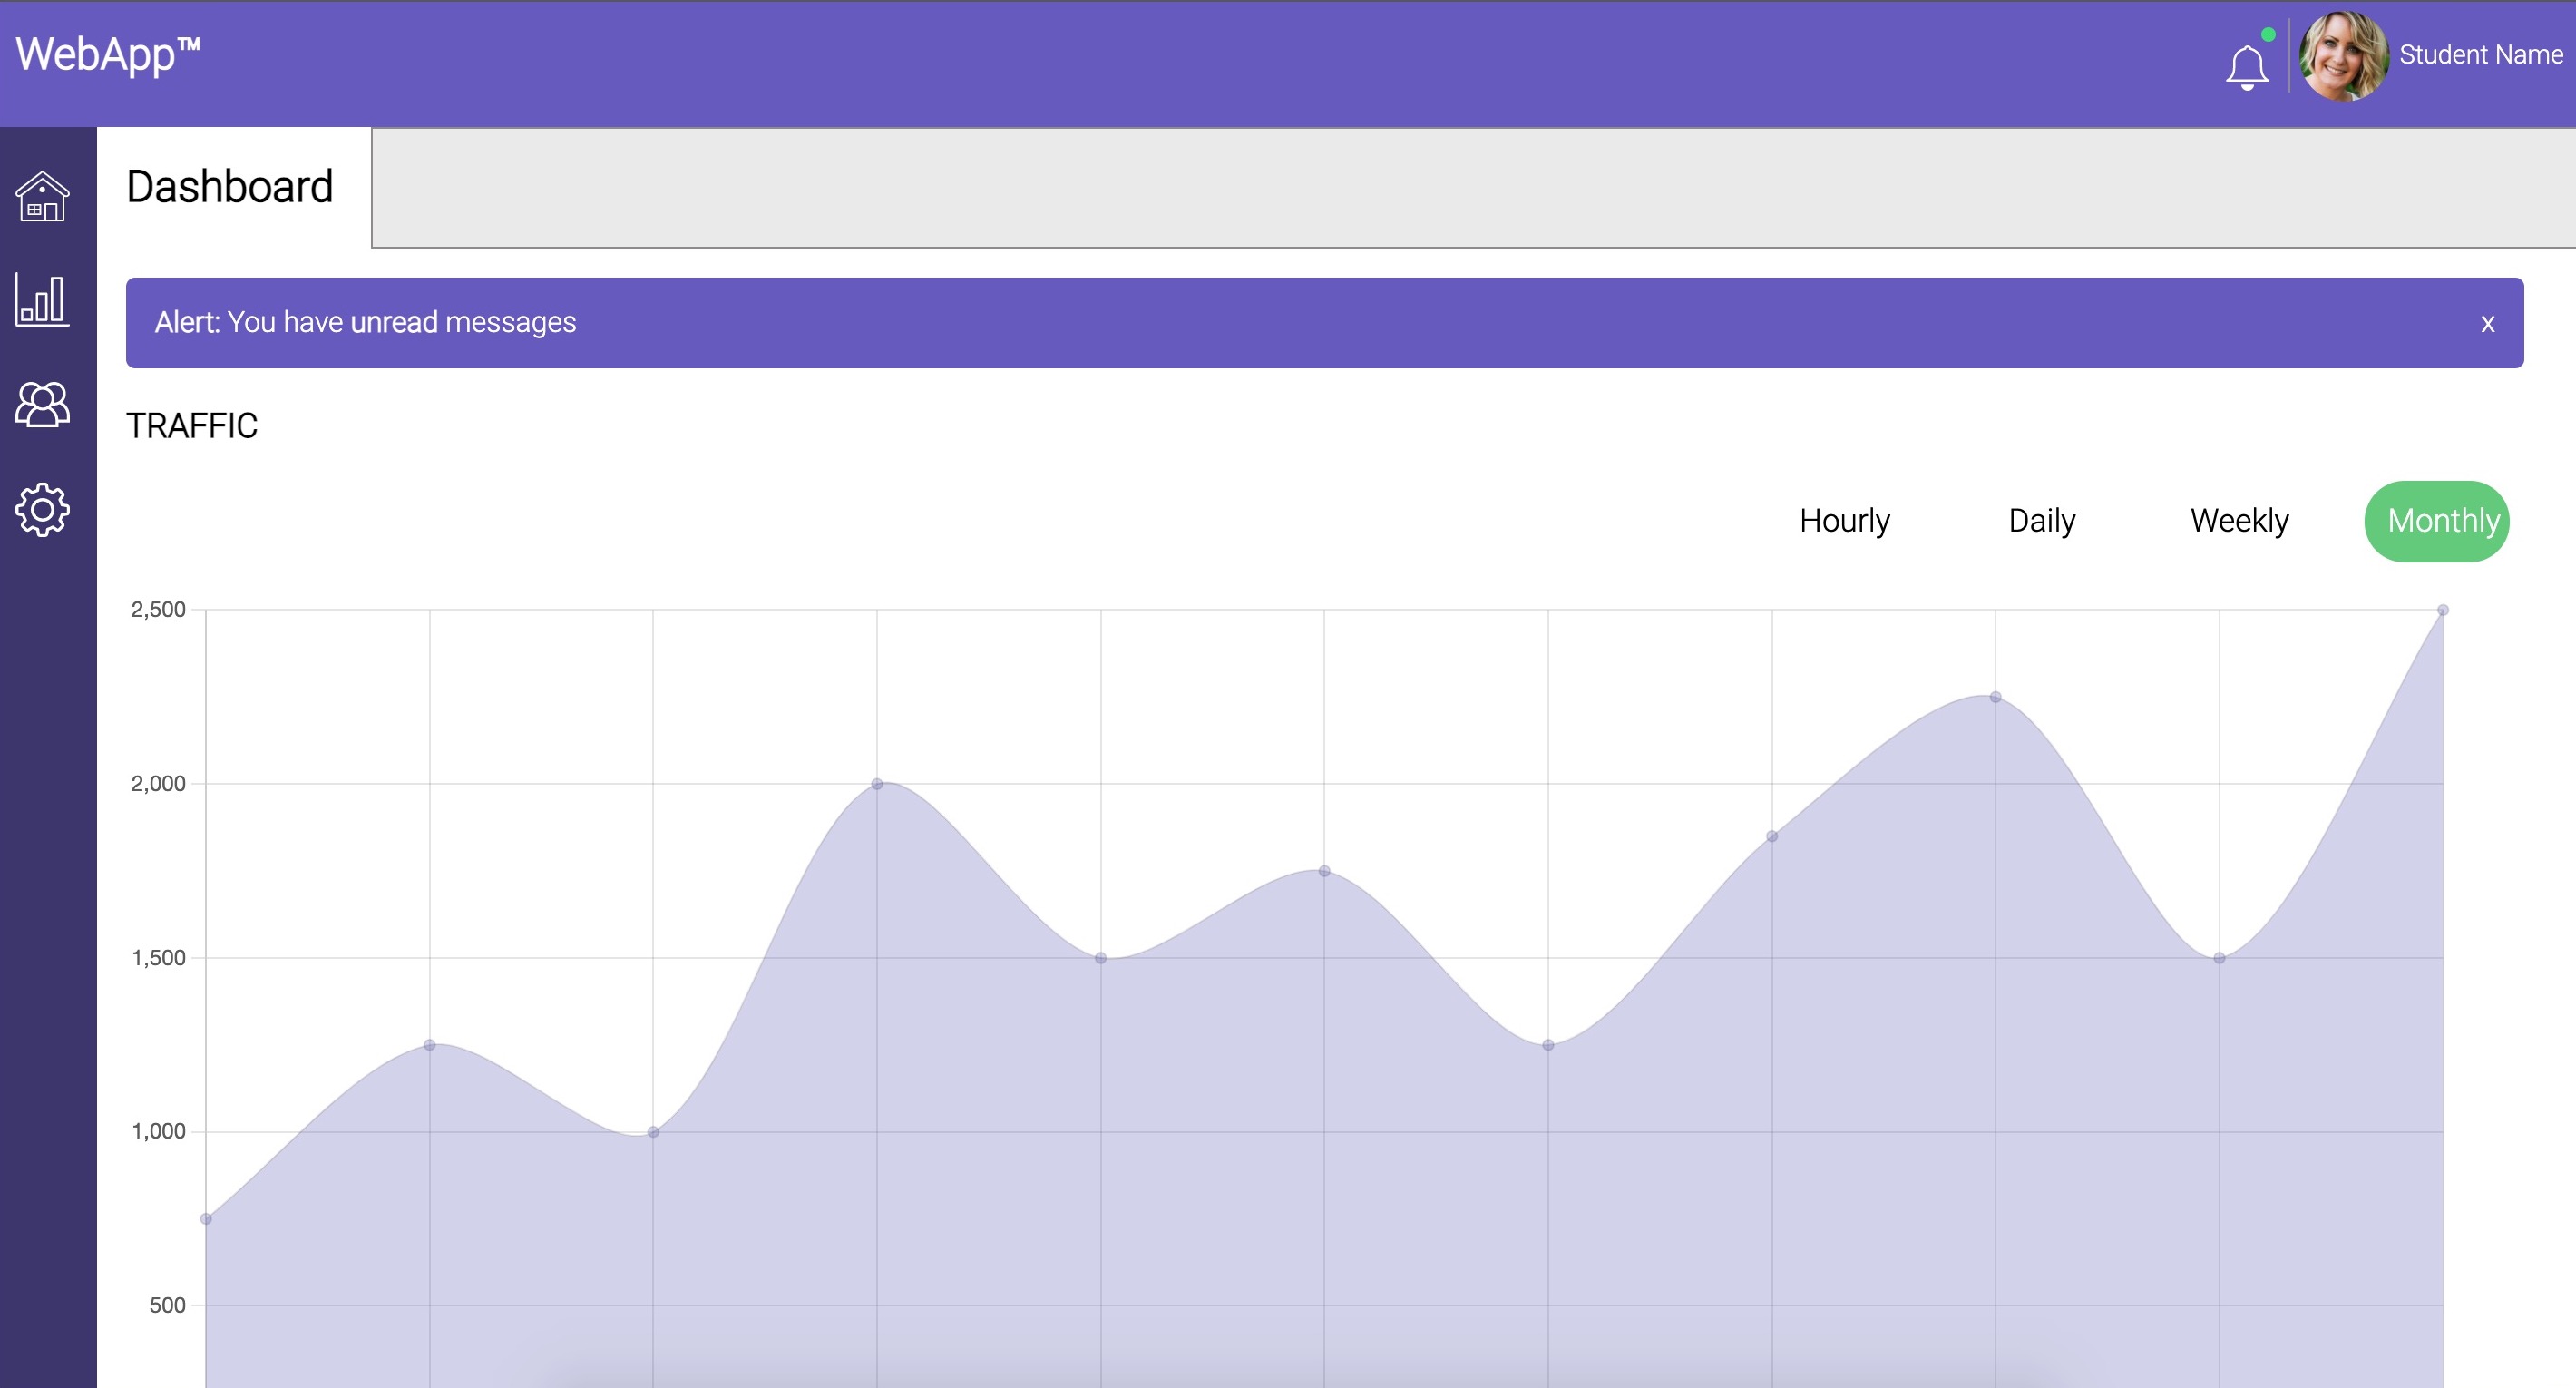 WebApp™
Student Name
Dashboard
Alert: You have unread messages
x
TRAFFIC
Hourly Daily Weekly Monthly
2,500
2,000
1,500
1,000
500